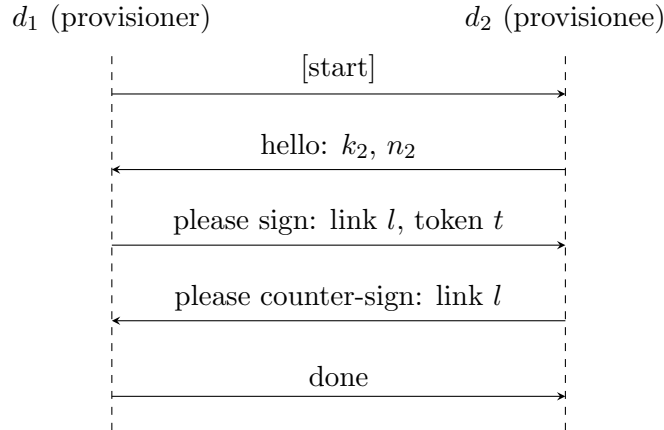 d₁ (provisioner) d₂ (provisionee)
[start]
hello: k₂, n₂
please sign: link l, token t
please counter-sign: link l
done